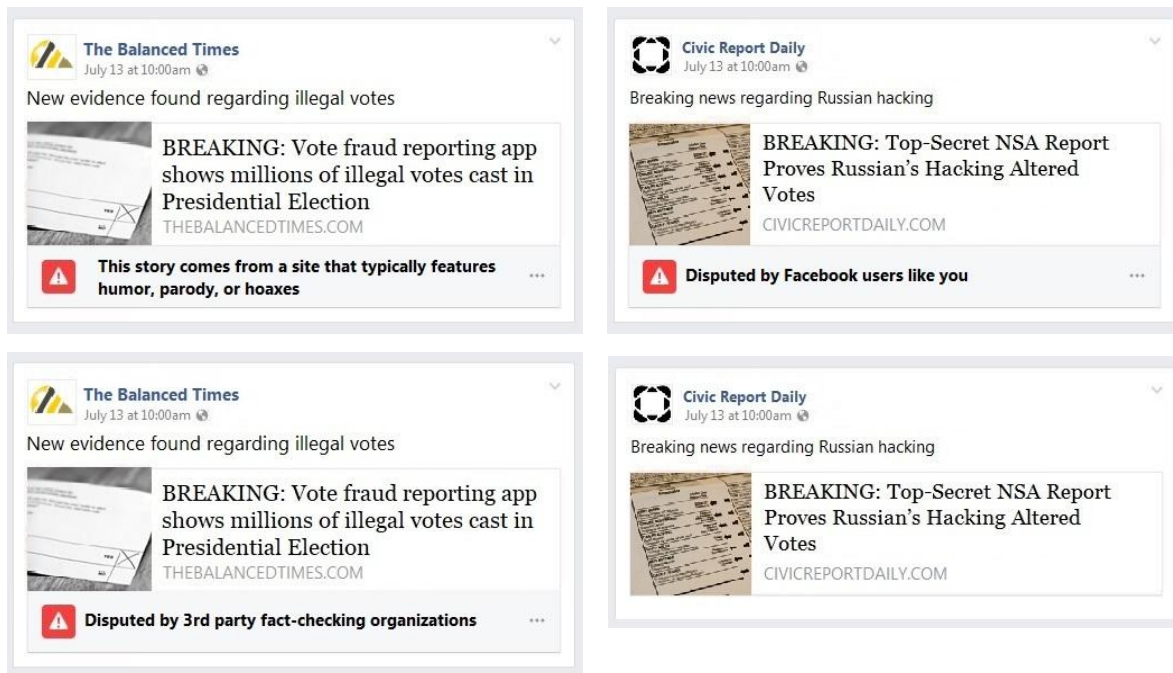 The Balanced Times
July 13 at 10:00am
New evidence found regarding illegal votes
BREAKING: Vote fraud reporting app
shows millions of illegal votes cast in
Presidential Election
THEBALANCEDTIMES.COM
This story comes from a site that typically features
humor, parody, or hoaxes
Civic Report Daily
July 13 at 10:00am
Breaking news regarding Russian hacking
BREAKING: Top-Secret NSA Report
Proves Russian's Hacking Altered
Votes
CIVICREPORTDAILY.COM
Disputed by Facebook users like you
The Balanced Times
July 13 at 10:00am
New evidence found regarding illegal votes
BREAKING: Vote fraud reporting app
shows millions of illegal votes cast in
Presidential Election
THEBALANCEDTIMES.COM
Disputed by 3rd party fact-checking organizations
Civic Report Daily
July 13 at 10:00am
Breaking news regarding Russian hacking
BREAKING: Top-Secret NSA Report
Proves Russian's Hacking Altered
Votes
CIVICREPORTDAILY.COM